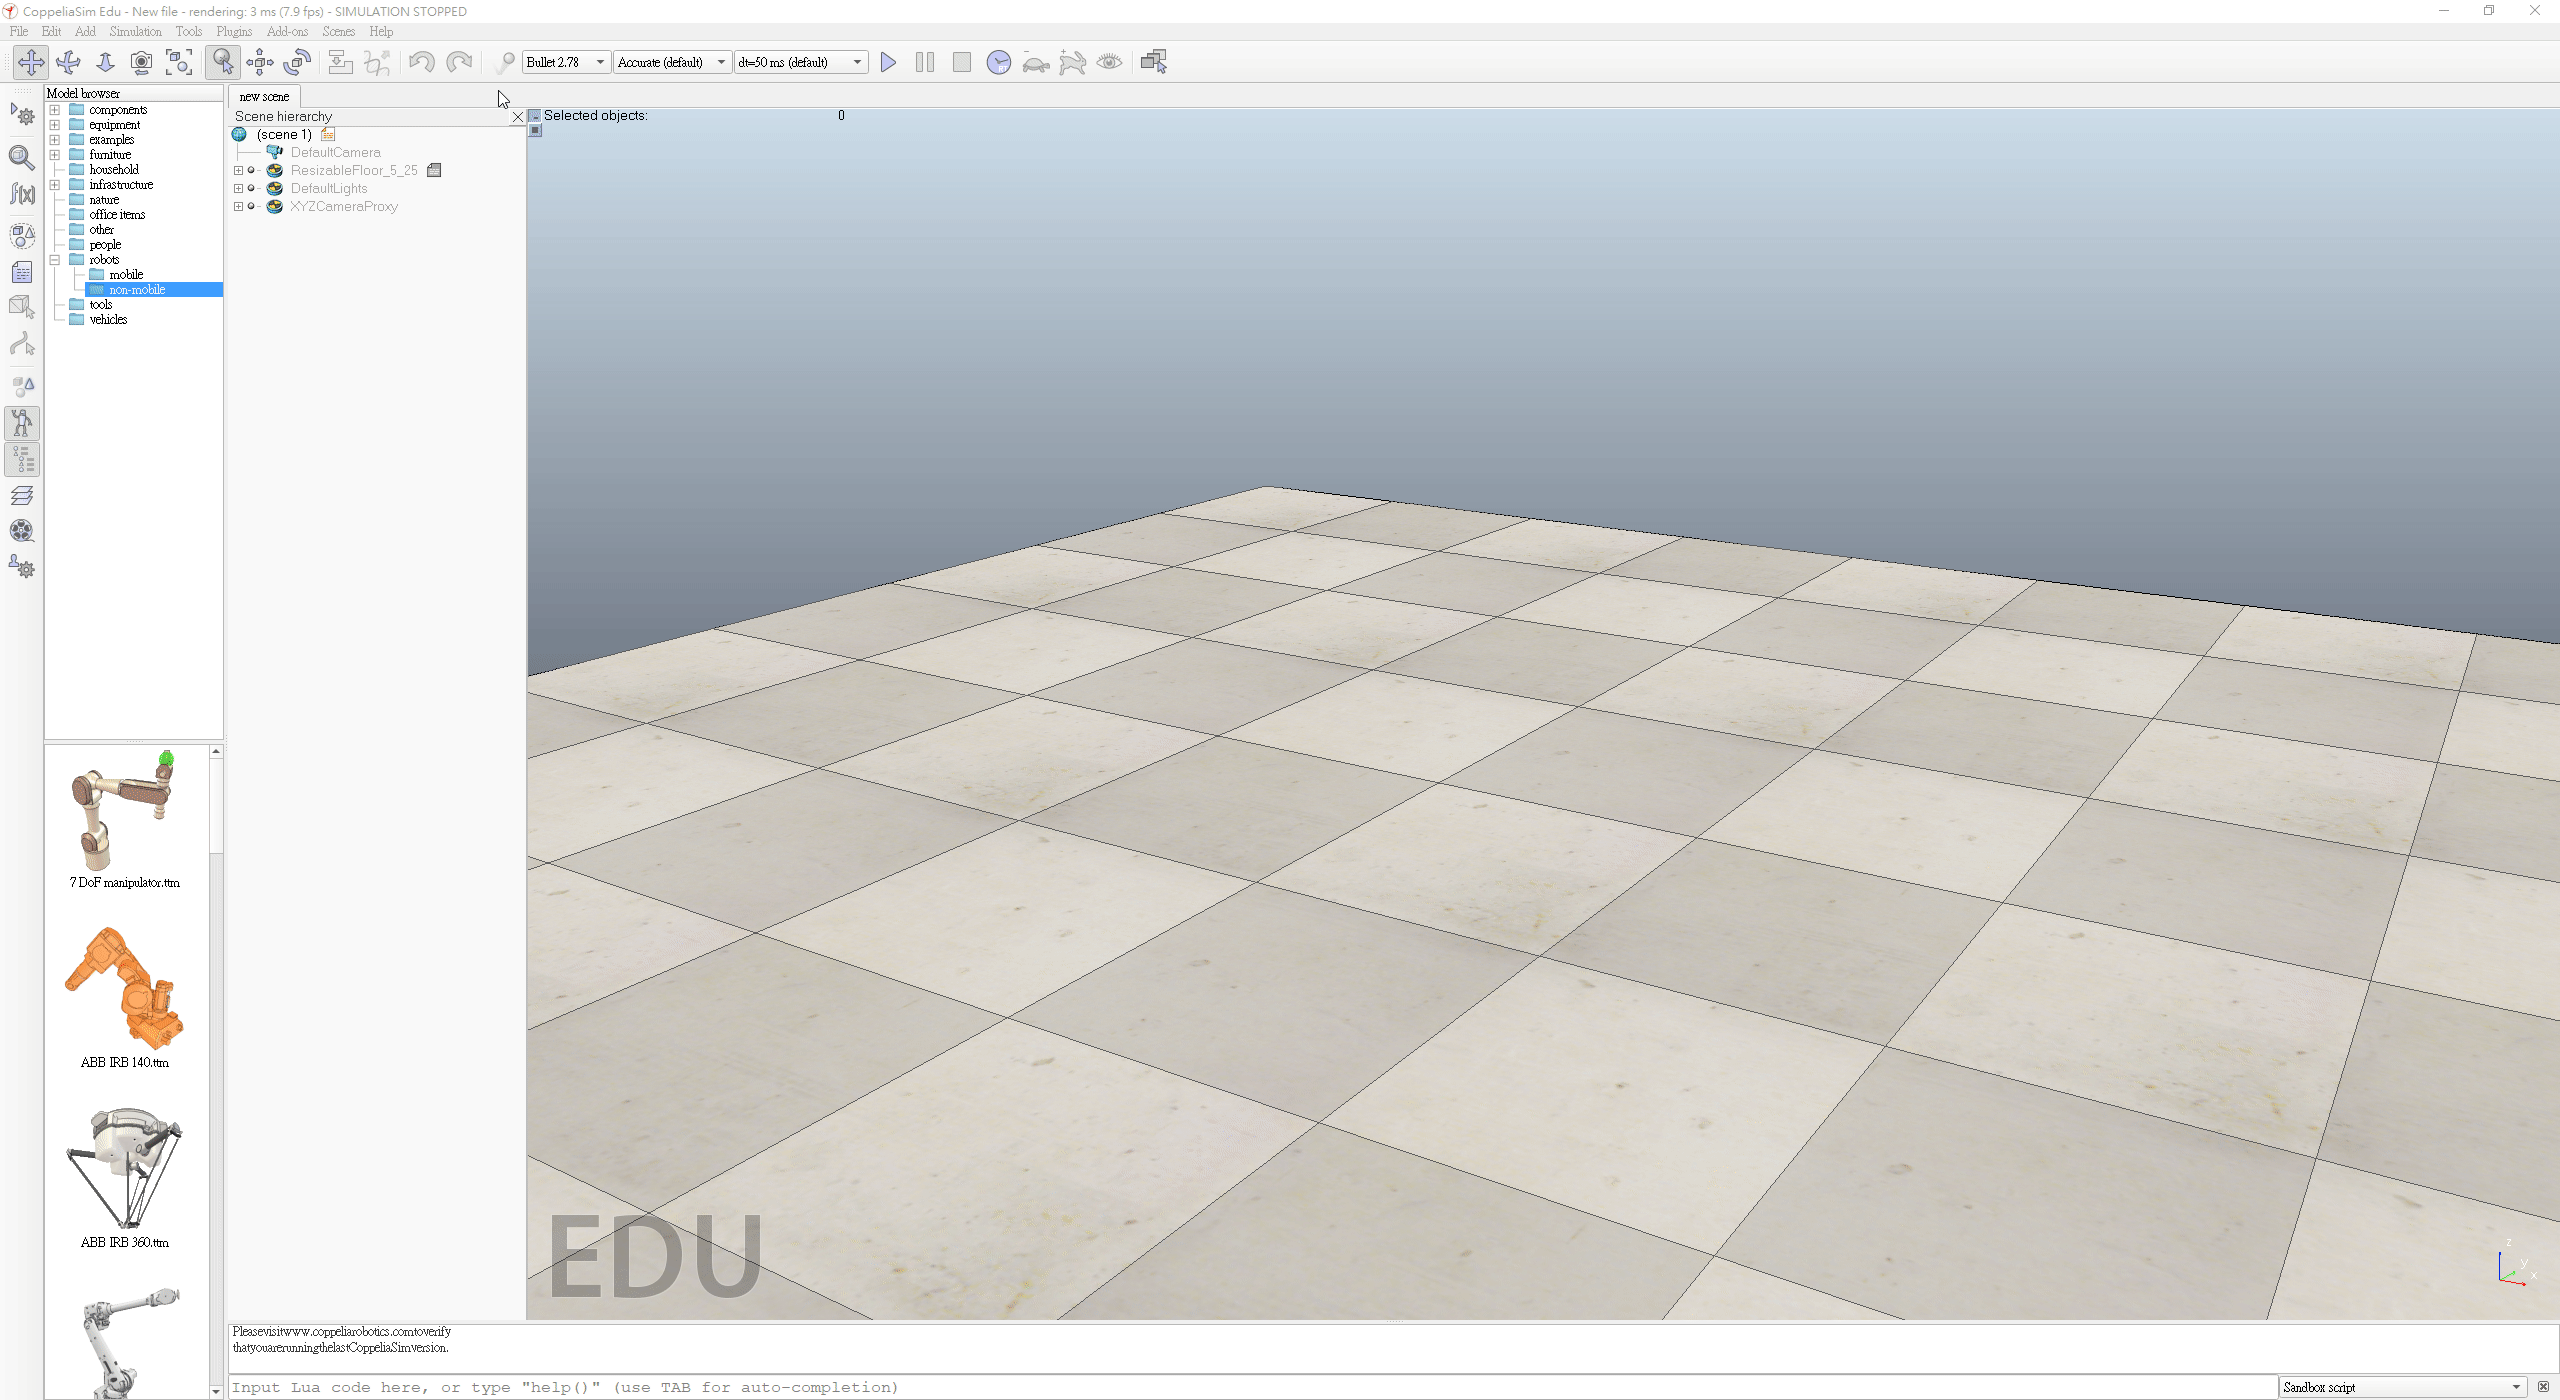 CoppeliaSim Edu - New file - rendering: 3 ms (7.9 fps) - SIMULATION STOPPED
File Edit Add Simulation Tools Plugins Add-ons Scenes Help
Bullet 2.78 Accurate (default) dt=50 ms (default)
Model browser
components
equipment
examples
furniture
household
infrastructure
nature
office items
other
people
robots
mobile
non-mobile
tools
vehicles
7 DoF manipulator.ttm
ABB IRB 140.ttm
ABB IRB 360.ttm
new scene
Scene hierarchy
(scene 1)
DefaultCamera
ResizableFloor_5_25
DefaultLights
XYZCameraProxy
Selected objects: 0
EDU
z
y
x
Pleasevisitwww.coppeliarobotics.comtoverify
thatyouarerunningthelastCoppeliaSimversion.
Input Lua code here, or type "help()" (use TAB for auto-completion)
Sandbox script